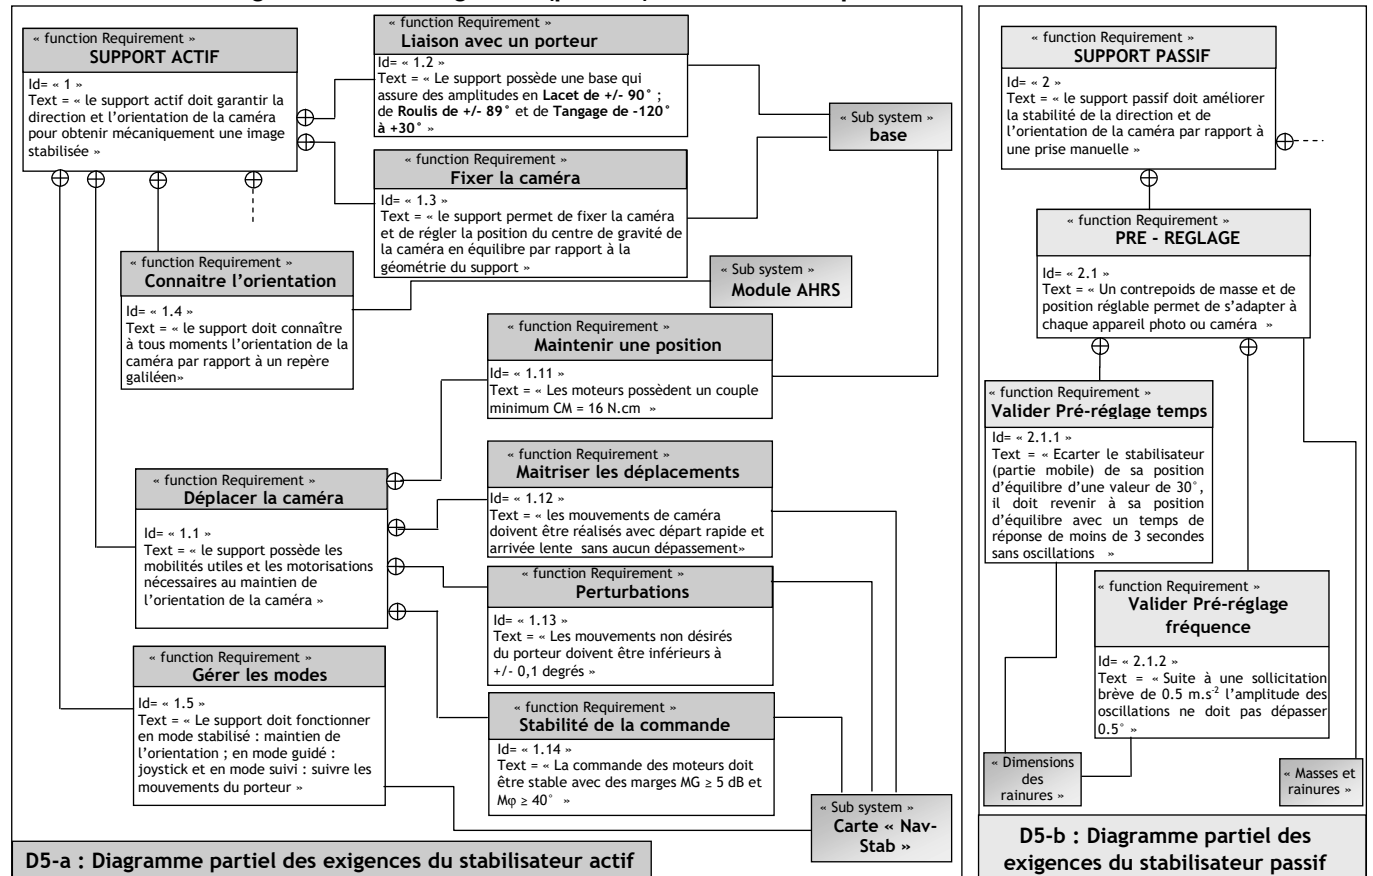 « function Requirement »
SUPPORT ACTIF
Id= « 1 »
Text = « le support actif doit garantir la
direction et l'orientation de la caméra
pour obtenir mécaniquement une image
stabilisée »
« function Requirement »
Liaison avec un porteur
Id= « 1.2 »
Text = « Le support possède une base qui
assure des amplitudes en Lacet de +/- 90° ;
de Roulis de +/- 89° et de Tangage de -120°
à +30° »
« Sub system »
base
« function Requirement »
Fixer la caméra
Id= « 1.3 »
Text = « le support permet de fixer la caméra
et de régler la position du centre de gravité de
la caméra en équilibre par rapport à la
géométrie du support »
« function Requirement »
Connaitre l'orientation
Id= « 1.4 »
Text = « le support doit connaître
à tous moments l'orientation de la
caméra par rapport à un repère
galiléen»
« Sub system »
Module AHRS
« function Requirement »
Maintenir une position
Id= « 1.11 »
Text = « Les moteurs possèdent un couple
minimum CM = 16 N.cm »
« function Requirement »
Déplacer la caméra
Id= « 1.1 »
Text = « le support possède les
mobilités utiles et les motorisations
nécessaires au maintien de
l'orientation de la caméra »
« function Requirement »
Maitriser les déplacements
Id= « 1.12 »
Text = « les mouvements de caméra
doivent être réalisés avec départ rapide et
arrivée lente sans aucun dépassement»
« function Requirement »
Perturbations
Id= « 1.13 »
Text = « Les mouvements non désirés
du porteur doivent être inférieurs à
+/- 0,1 degrés »
« function Requirement »
Gérer les modes
Id= « 1.5 »
Text = « Le support doit fonctionner
en mode stabilisé : maintien de
l'orientation ; en mode guidé :
joystick et en mode suivi : suivre les
mouvements du porteur »
« function Requirement »
Stabilité de la commande
Id= « 1.14 »
Text = « La commande des moteurs doit
être stable avec des marges MG ≥ 5 dB et
Mφ ≥ 40° »
« Sub system »
Carte « Nav-
Stab »
D5-a : Diagramme partiel des exigences du stabilisateur actif
« function Requirement »
SUPPORT PASSIF
Id= « 2 »
Text = « le support passif doit améliorer
la stabilité de la direction et de
l'orientation de la caméra par rapport à
une prise manuelle »
« function Requirement »
PRE - REGLAGE
Id= « 2.1 »
Text = « Un contrepoids de masse et de
position réglable permet de s'adapter à
chaque appareil photo ou caméra »
« function Requirement »
Valider Pré-réglage temps
Id= « 2.1.1 »
Text = « Ecarter le stabilisateur
(partie mobile) de sa position
d'équilibre d'une valeur de 30°,
il doit revenir à sa position
d'équilibre avec un temps de
réponse de moins de 3 secondes
sans oscillations »
« function Requirement »
Valider Pré-réglage
fréquence
Id= « 2.1.2 »
Text = « Suite à une sollicitation
brève de 0.5 m.s⁻² l'amplitude des
oscillations ne doit pas dépasser
0.5° »
« Dimensions
des
rainures »
« Masses et
rainures »
D5-b : Diagramme partiel des
exigences du stabilisateur passif